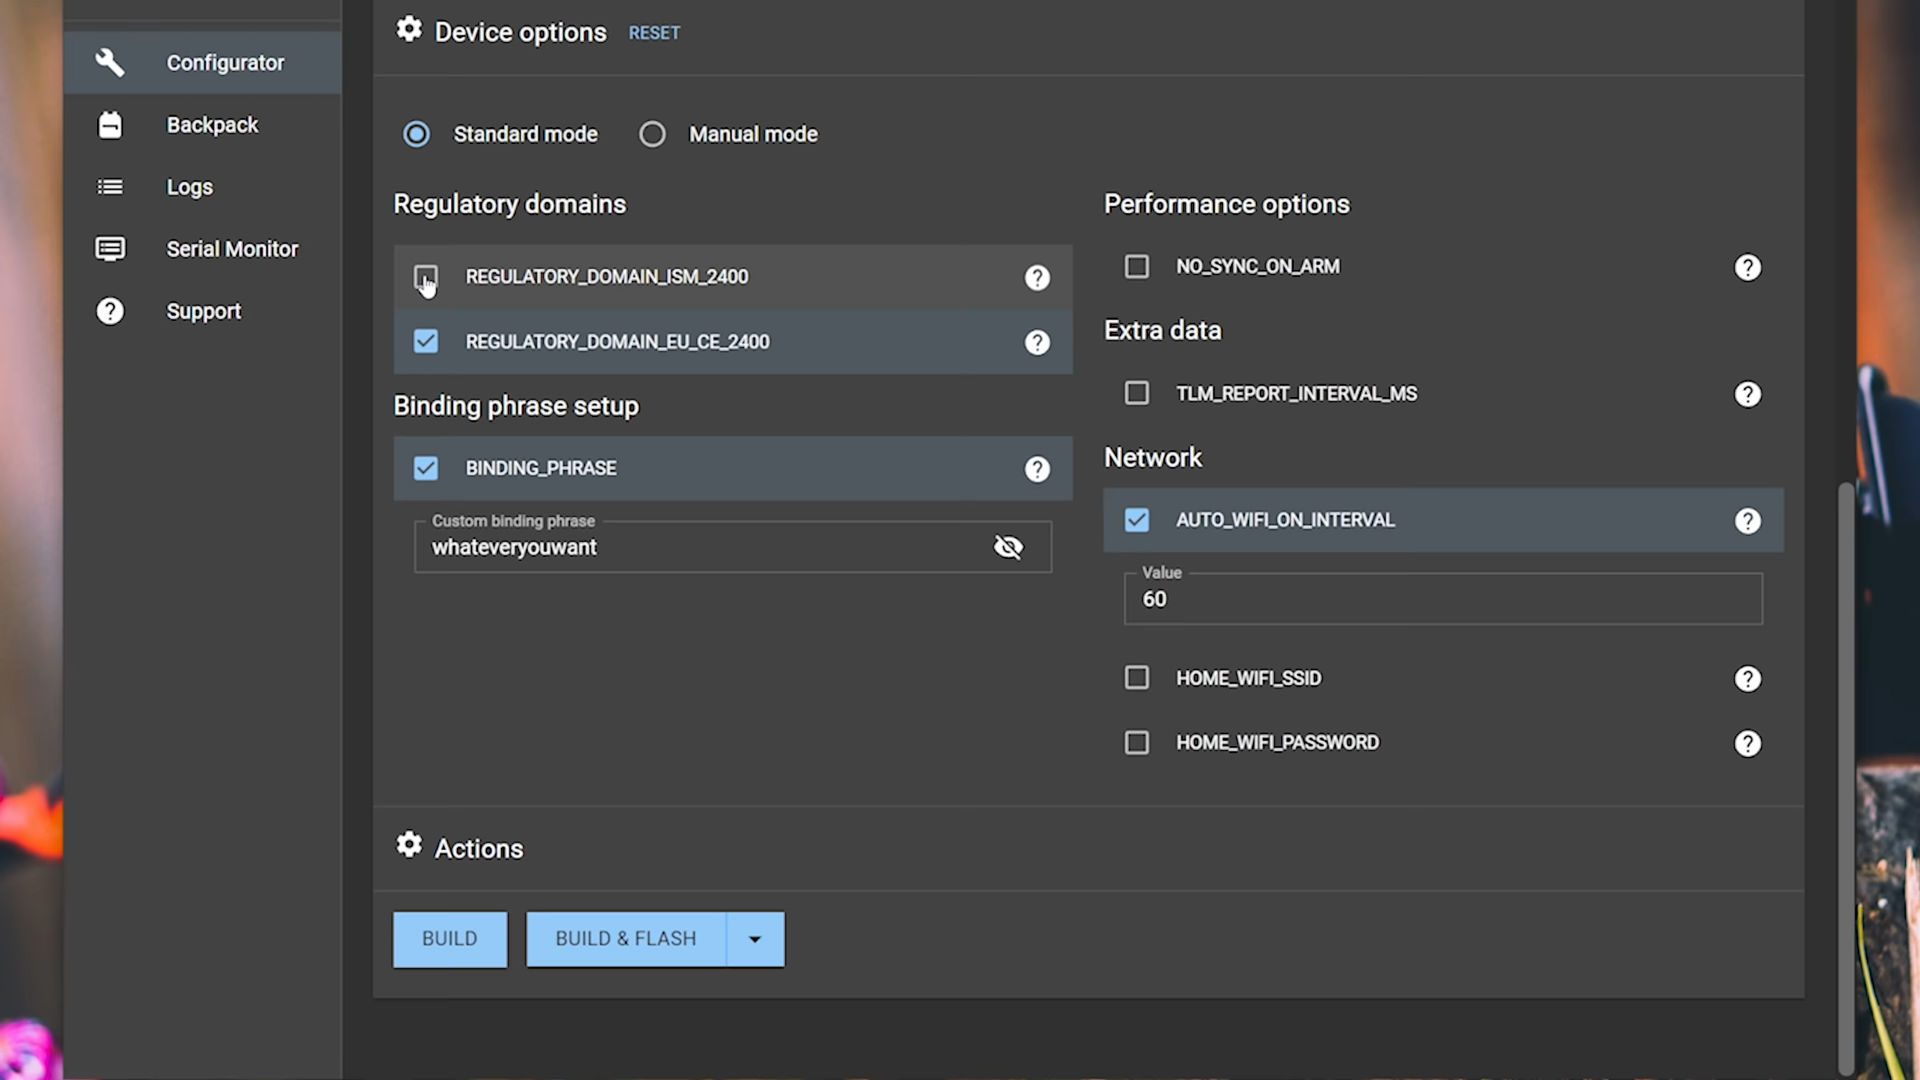 Configurator
Backpack
Logs
Serial Monitor
Support
Device options RESET
Standard mode Manual mode
Regulatory domains
REGULATORY_DOMAIN_ISM_2400
REGULATORY_DOMAIN_EU_CE_2400
Binding phrase setup
BINDING_PHRASE
Custom binding phrase
whateveryouwant
Performance options
NO_SYNC_ON_ARM
Extra data
TLM_REPORT_INTERVAL_MS
Network
AUTO_WIFI_ON_INTERVAL
Value
60
HOME_WIFI_SSID
HOME_WIFI_PASSWORD
Actions
BUILD BUILD & FLASH